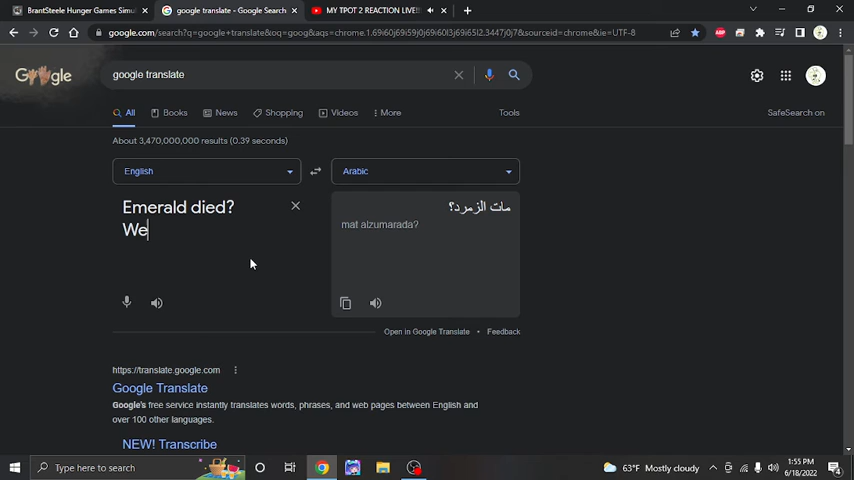 BrantSteele Hunger Games Simul
google translate - Google Search
MY TPOT 2 REACTION LIVE!!
google.com/search?q=google+translate&oq=goog&aqs=chrome.1.69i60j69i59j0j69i60l3j69i65l2.3447j0j7&sourceid=chrome&ie=UTF-8
ABP
Google
google translate
All
Books
News
Shopping
Videos
More
Tools
SafeSearch on
About 3,470,000,000 results (0.39 seconds)
English
Arabic
Emerald died?
We
مات الزمرد؟
mat alzumarada?
Open in Google Translate • Feedback
https://translate.google.com
Google Translate
Google's free service instantly translates words, phrases, and web pages between English and
over 100 other languages.
NEW! Transcribe
Type here to search
63°F Mostly cloudy
1:55 PM
6/18/2022
4